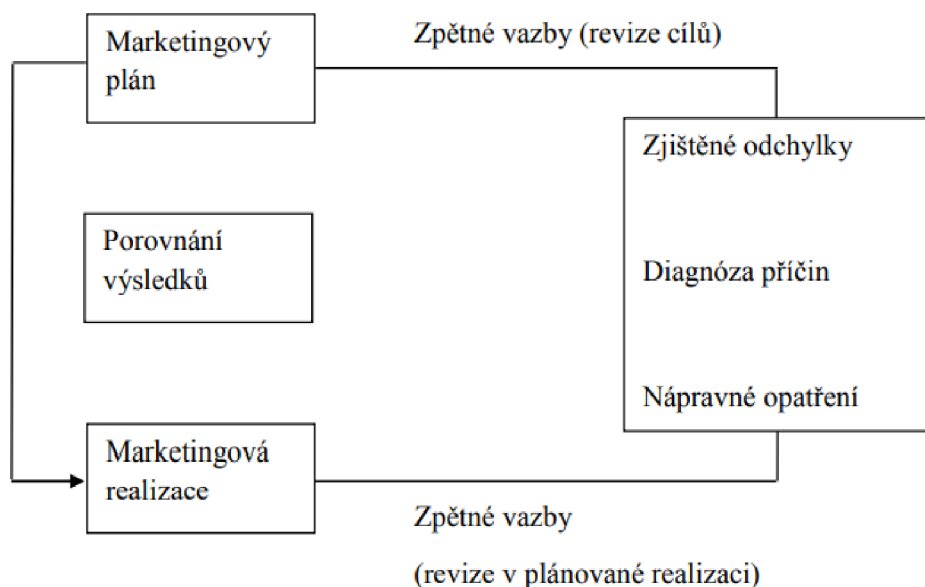 Marketingový
plán
Zpětné vazby (revize cílů)
Zjištěné odchylky
Porovnání
výsledků
Diagnóza příčin
Nápravné opatření
Marketingová
realizace
Zpětné vazby
(revize v plánované realizaci)